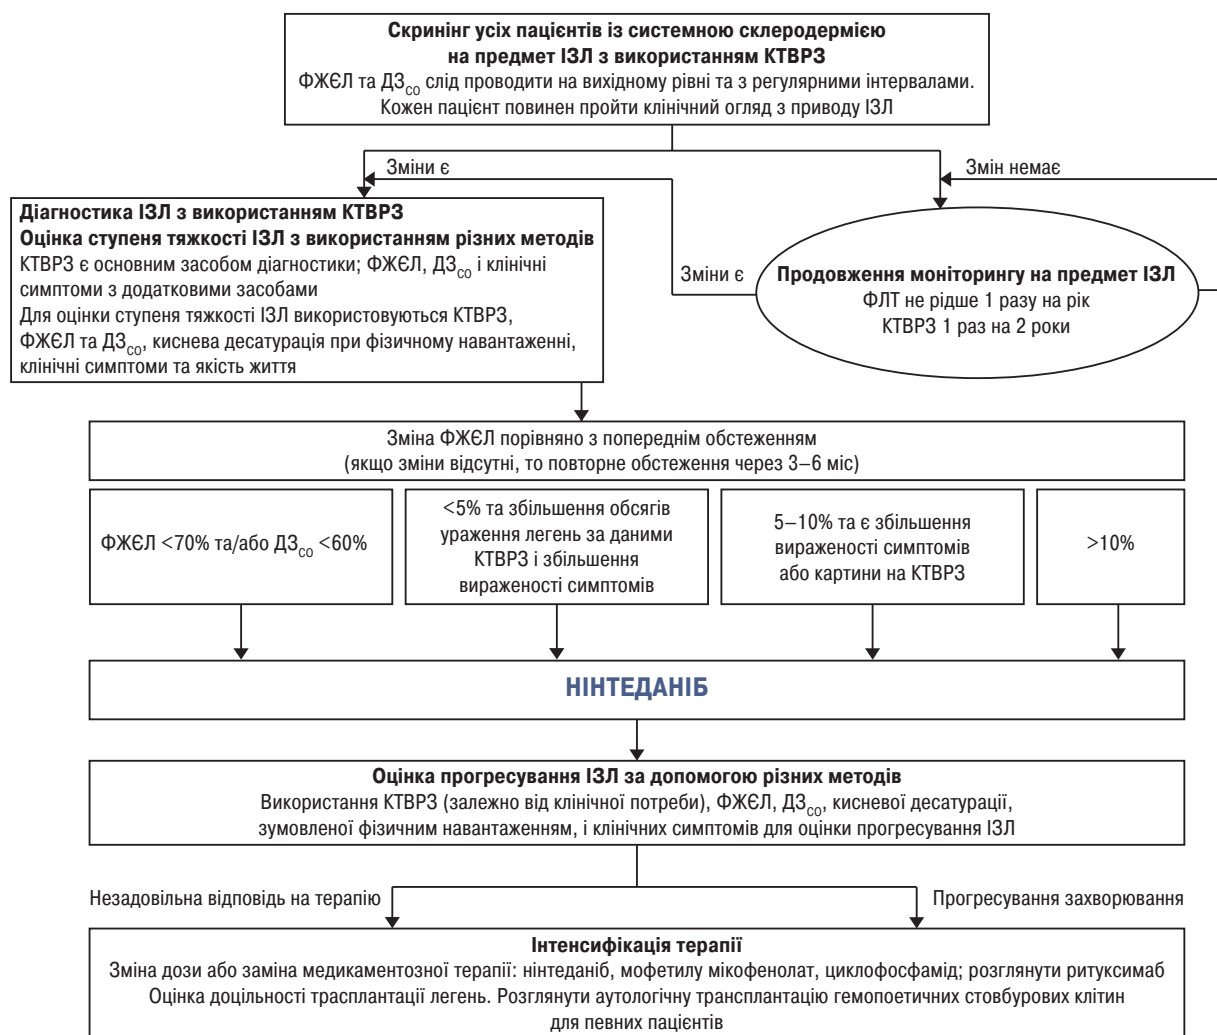 Скринінг усіх пацієнтів із системною склеродермією
на предмет ІЗЛ з використанням КТВРЗ
ФЖЄЛ та ДЗCO слід проводити на вихідному рівні та з регулярними інтервалами.
Кожен пацієнт повинен пройти клінічний огляд з приводу ІЗЛ
Зміни є
Змін немає
Діагностика ІЗЛ з використанням КТВРЗ
Оцінка ступеня тяжкості ІЗЛ з використанням різних методів
КТВРЗ є основним засобом діагностики; ФЖЄЛ, ДЗCO і клінічні
симптоми з додатковими засобами
Для оцінки ступеня тяжкості ІЗЛ використовуються КТВРЗ,
ФЖЄЛ та ДЗCO, киснева десатурація при фізичному навантаженні,
клінічні симптоми та якість життя
Зміни є
Продовження моніторингу на предмет ІЗЛ
ФЛТ не рідше 1 разу на рік
КТВРЗ 1 раз на 2 роки
Зміна ФЖЄЛ порівняно з попереднім обстеженням
(якщо зміни відсутні, то повторне обстеження через 3–6 міс)
ФЖЄЛ <70% та/або ДЗCO <60%
<5% та збільшення обсягів
ураження легень за даними
КТВРЗ і збільшення
вираженості симптомів
5–10% та є збільшення
вираженості симптомів
або картини на КТВРЗ
>10%
НІНТЕДАНІБ
Оцінка прогресування ІЗЛ за допомогою різних методів
Використання КТВРЗ (залежно від клінічної потреби), ФЖЄЛ, ДЗCO, кисневої десатурації,
зумовленої фізичним навантаженням, і клінічних симптомів для оцінки прогресування ІЗЛ
Незадовільна відповідь на терапію
Прогресування захворювання
Інтенсифікація терапії
Зміна дози або заміна медикаментозної терапії: нінтеданіб, мофетилу мікофенолат, циклофосфамід; розглянути ритуксимаб
Оцінка доцільності трасплантації легень. Розглянути аутологічну трансплантацію гемопоетичних стовбурових клітин
для певних пацієнтів